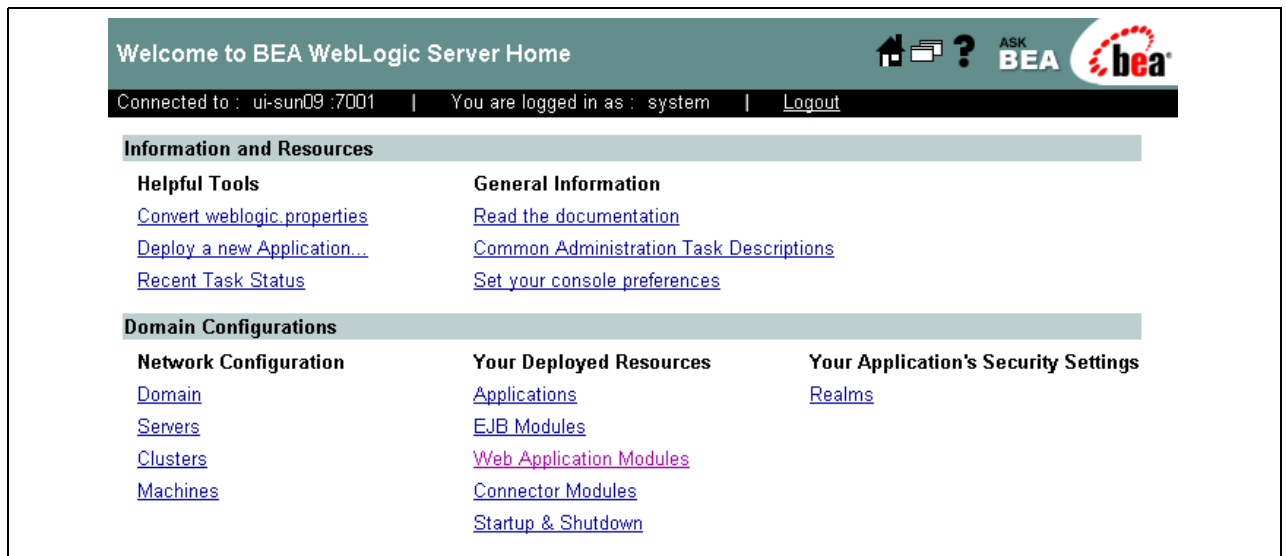 Welcome to BEA WebLogic Server Home
ASK
BEA
bea
Connected to : ui-sun09 :7001 | You are logged in as : system | Logout
Information and Resources
Helpful Tools General Information
Convert weblogic.properties Read the documentation
Deploy a new Application... Common Administration Task Descriptions
Recent Task Status Set your console preferences
Domain Configurations
Network Configuration Your Deployed Resources Your Application's Security Settings
Domain Applications Realms
Servers EJB Modules
Clusters Web Application Modules
Machines Connector Modules
Startup & Shutdown